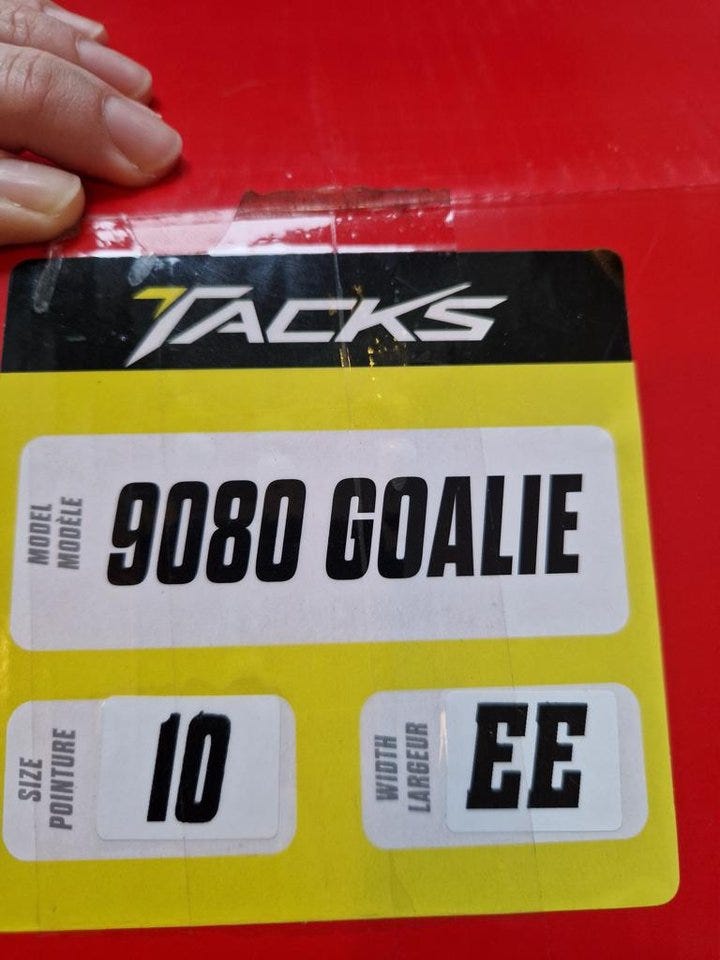 TACKS
MODEL
MODÈLE
9080 GOALIE
SIZE
POINTURE
10
WIDTH
LARGEUR
EE